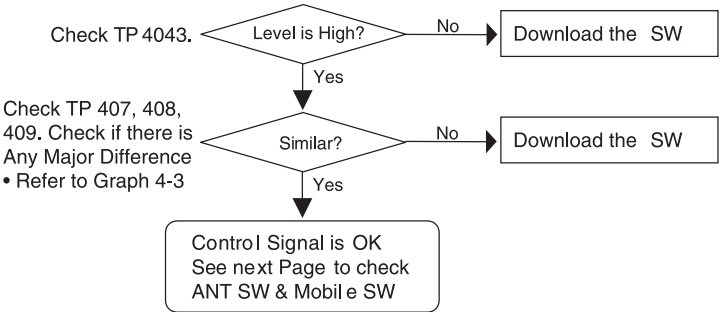 Check TP 4043.
Level is High?
No
Download the SW
Yes
Check TP 407, 408,
409. Check if there is
Any Major Difference
• Refer to Graph 4-3
Similar?
No
Download the SW
Yes
Control Signal is OK
See next Page to check
ANT SW & Mobile SW